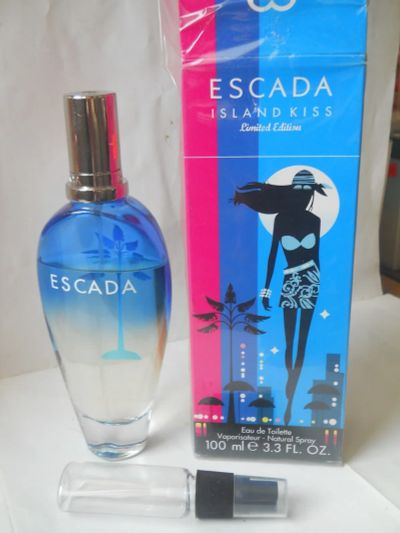 ESCADA
ISLAND KISS
Limited Edition
ESCADA
Eau de Toilette
Vaporisateur - Natural Spray
100 ml e 3.3 FL. OZ.